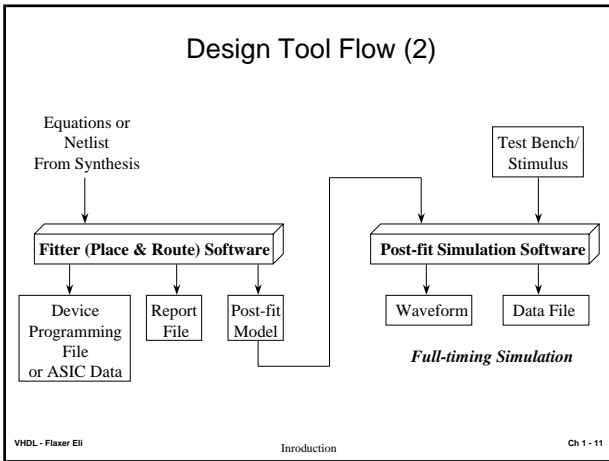 Design Tool Flow (2)
Equations or
Netlist
From Synthesis
Test Bench/
Stimulus
Fitter (Place & Route) Software
Post-fit Simulation Software
Device
Programming
File
or ASIC Data
Report
File
Post-fit
Model
Waveform
Data File
Full-timing Simulation
VHDL - Flaxer Eli
Inroduction
Ch 1 - 11